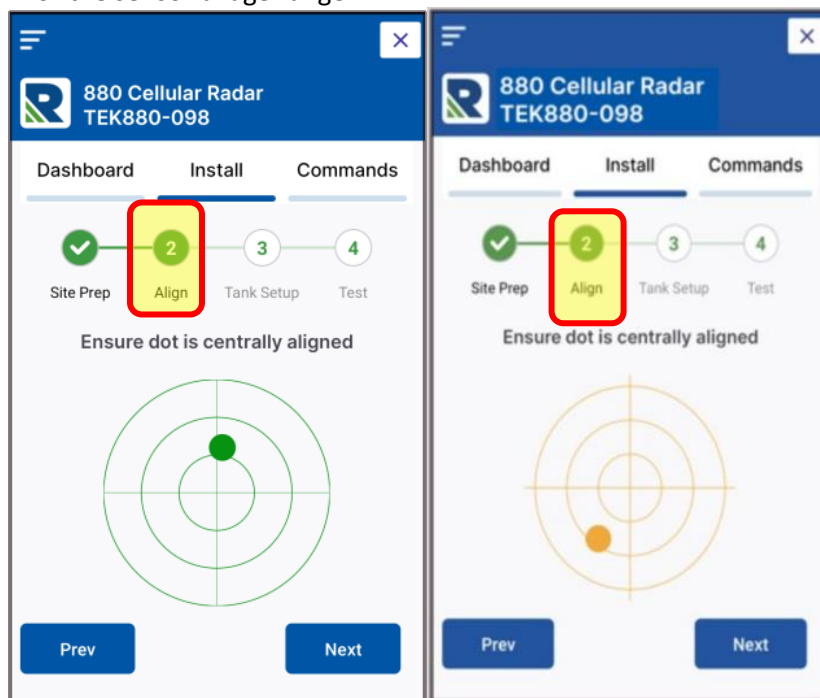 880 Cellular Radar
TEK880-098
Dashboard Install Commands
2 3 4
Site Prep Align Tank Setup Test
Ensure dot is centrally aligned
Prev Next
880 Cellular Radar
TEK880-098
Dashboard Install Commands
2 3 4
Site Prep Align Tank Setup Test
Ensure dot is centrally aligned
Prev Next